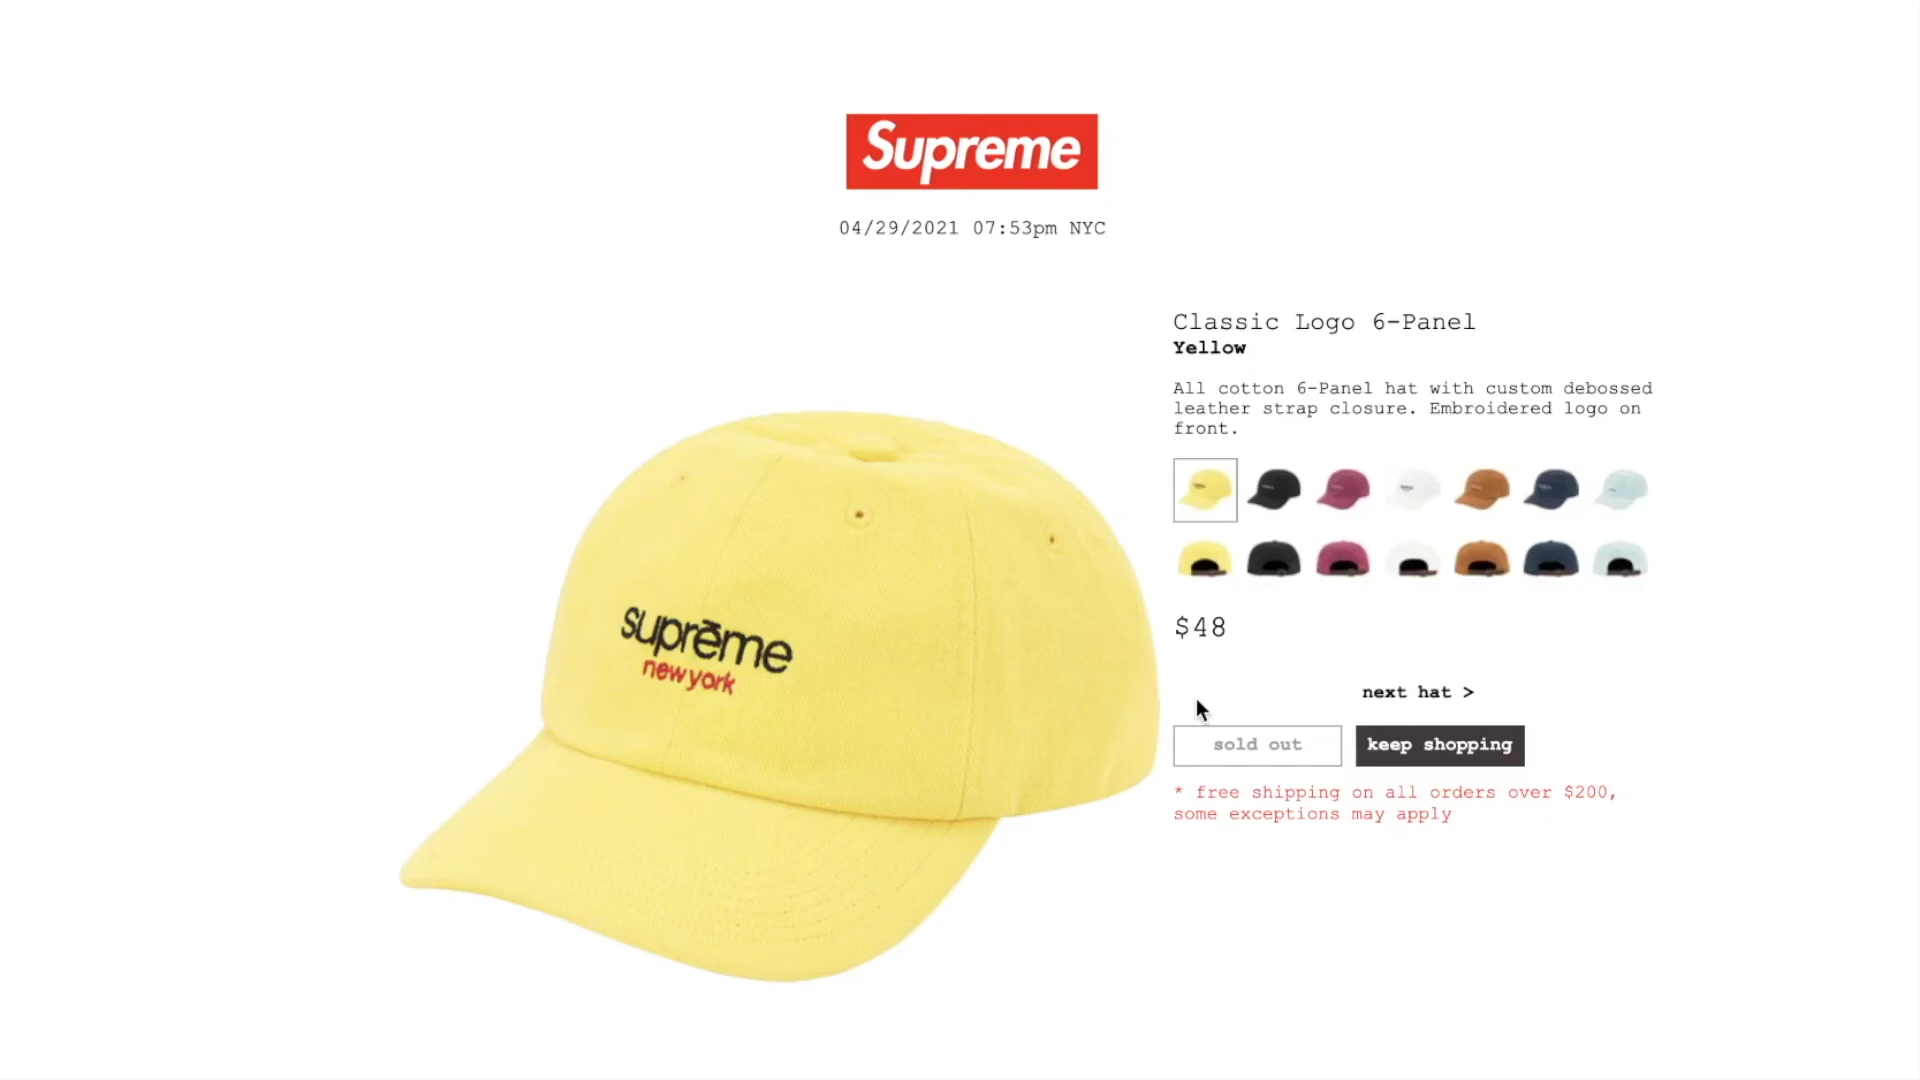 Supreme
04/29/2021 07:53pm NYC
Classic Logo 6-Panel
Yellow
All cotton 6-Panel hat with custom debossed
leather strap closure. Embroidered logo on
front.
suprēme
new york
$48
next hat >
sold out
keep shopping
* free shipping on all orders over $200,
some exceptions may apply